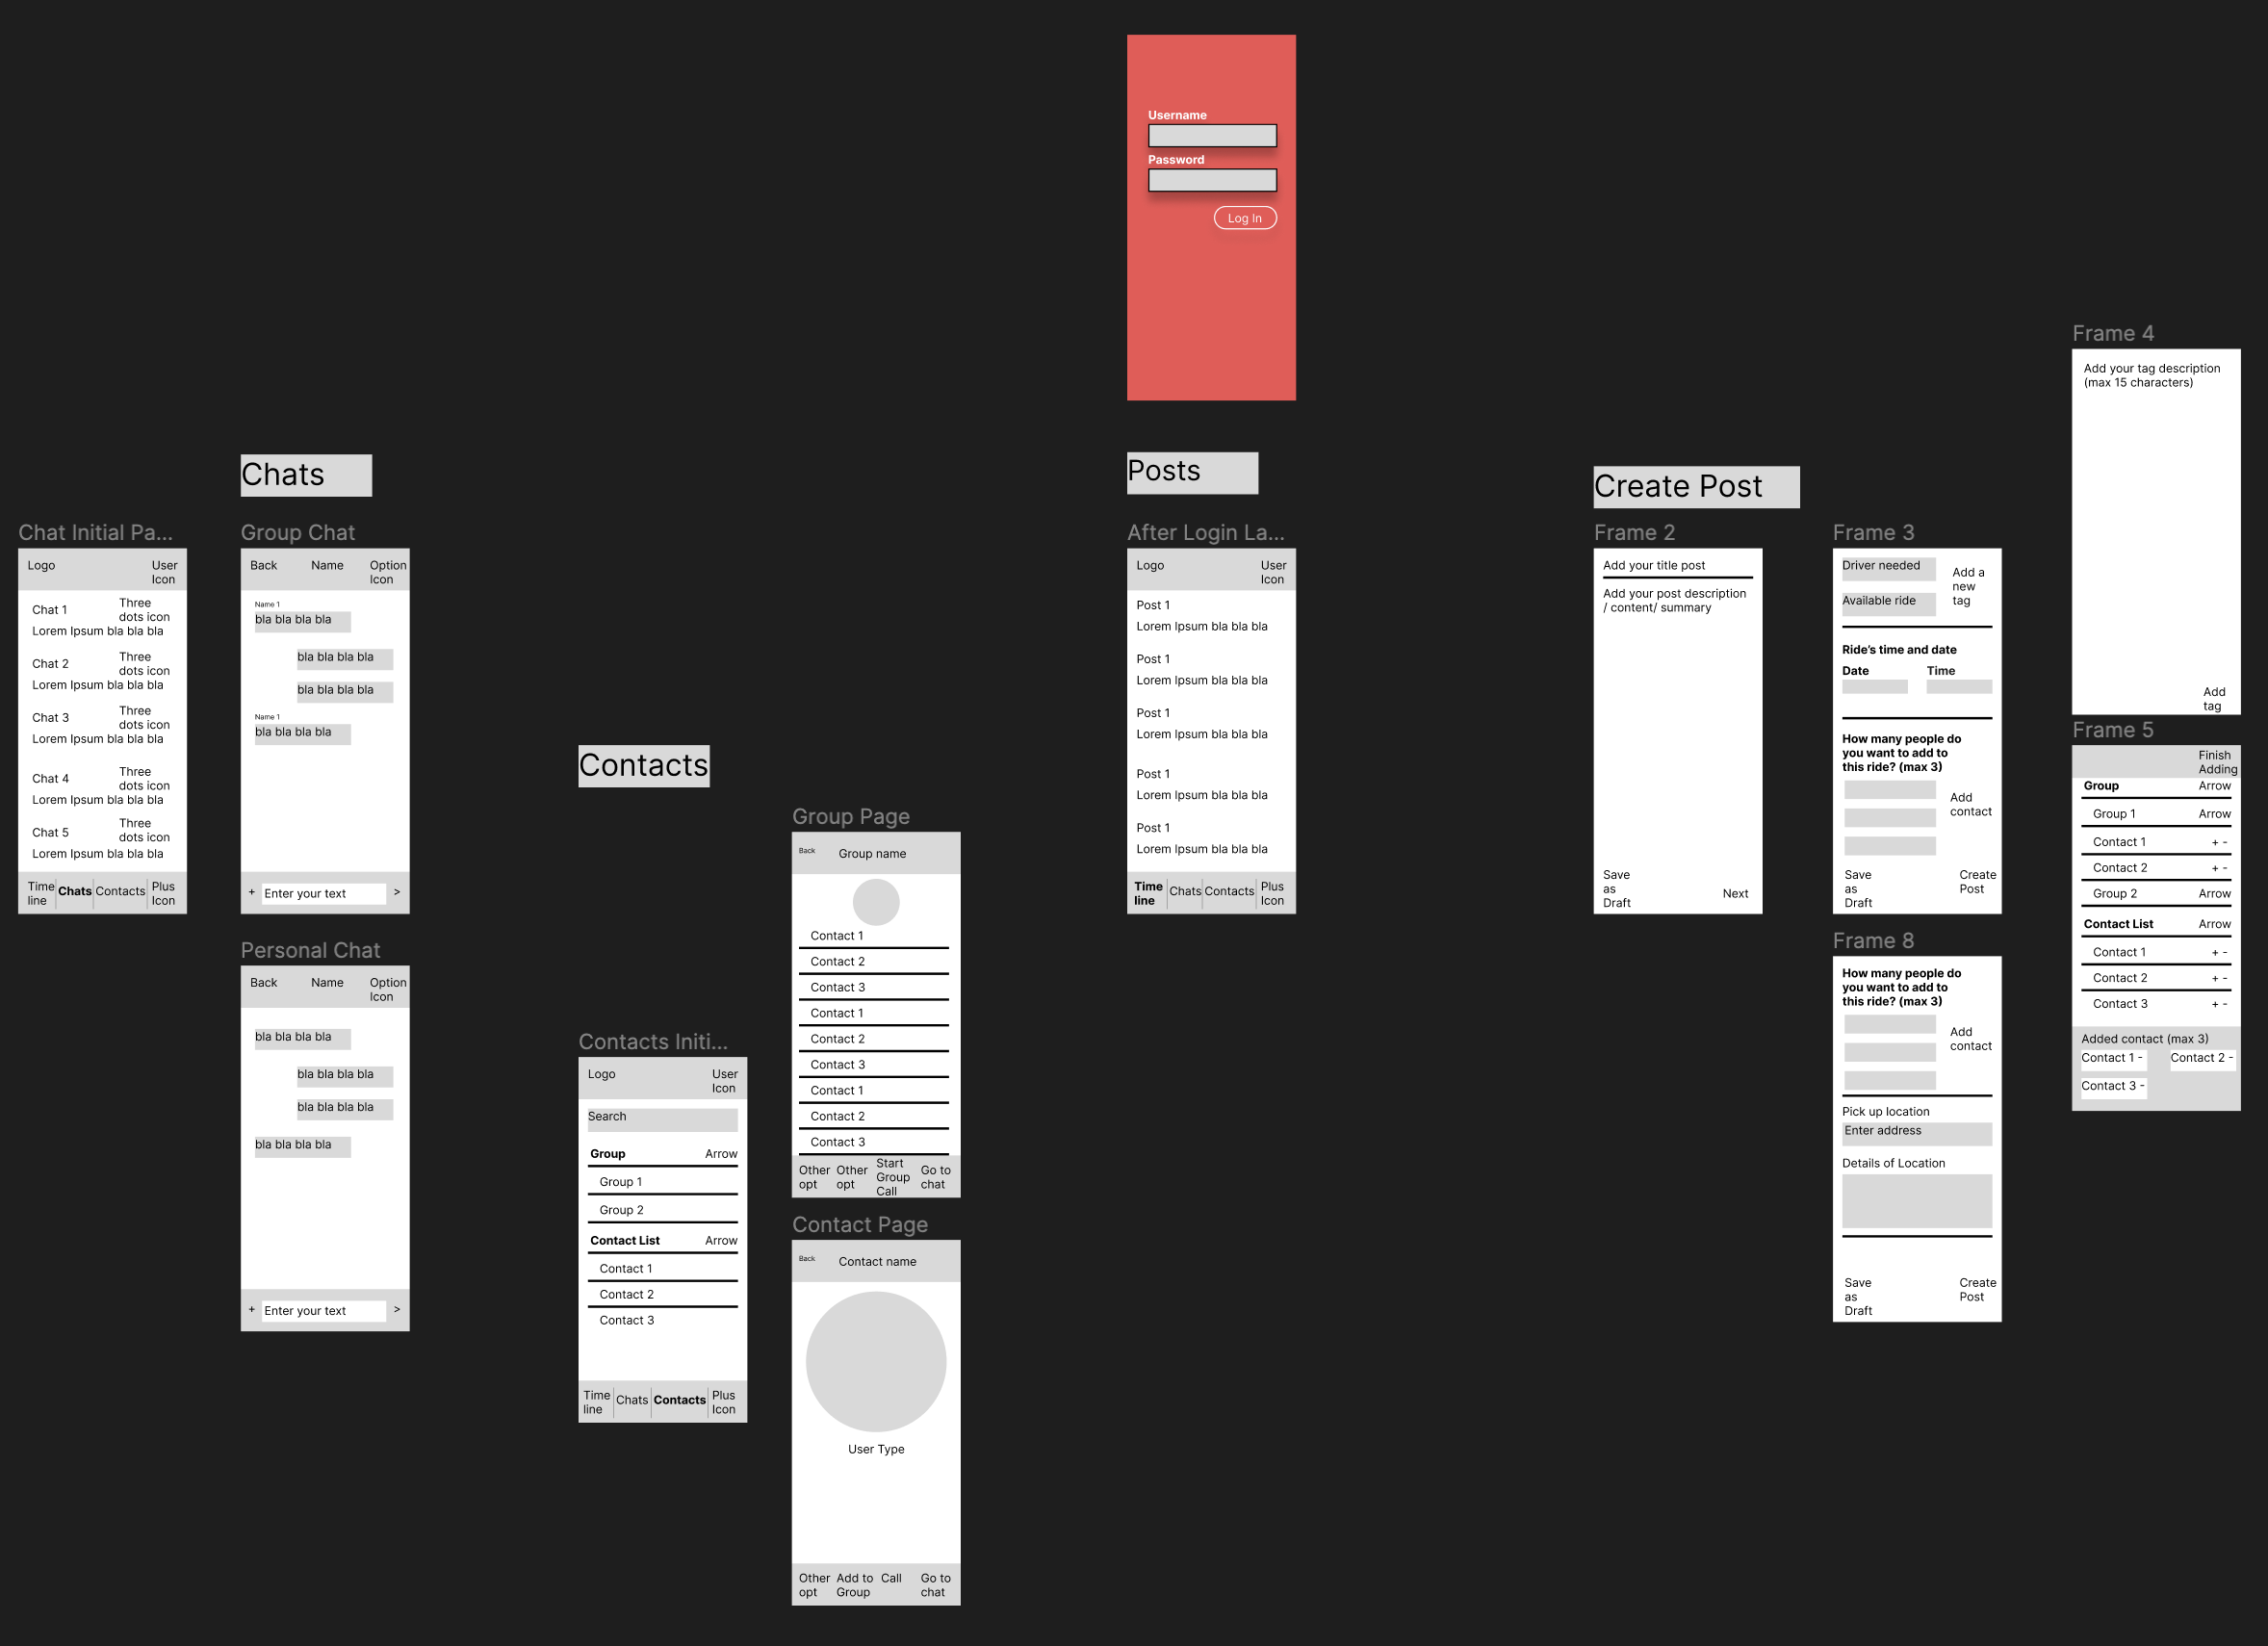 Username
Password
Log In
Chats
Chat Initial Pa...
Logo
User
Icon
Chat 1
Three
dots icon
Lorem Ipsum bla bla bla
Chat 2
Three
dots icon
Lorem Ipsum bla bla bla
Chat 3
Three
dots icon
Lorem Ipsum bla bla bla
Chat 4
Three
dots icon
Lorem Ipsum bla bla bla
Chat 5
Three
dots icon
Lorem Ipsum bla bla bla
Time
line
Chats
Contacts
Plus
Icon
Group Chat
Back
Name
Option
Icon
Name 1
bla bla bla bla
bla bla bla bla
bla bla bla bla
Name 1
bla bla bla bla
+
Enter your text
>
Personal Chat
Back
Name
Option
Icon
bla bla bla bla
bla bla bla bla
bla bla bla bla
bla bla bla bla
+
Enter your text
>
Contacts
Contacts Initi...
Logo
User
Icon
Search
Group
Arrow
Group 1
Group 2
Contact List
Arrow
Contact 1
Contact 2
Contact 3
Time
line
Chats
Contacts
Plus
Icon
Group Page
Back
Group name
Contact 1
Contact 2
Contact 3
Contact 1
Contact 2
Contact 3
Contact 1
Contact 2
Contact 3
Other
opt
Other
opt
Start
Group
Call
Go to
chat
Contact Page
Back
Contact name
User Type
Other
opt
Add to
Group
Call
Go to
chat
Posts
After Login La...
Logo
User
Icon
Post 1
Lorem Ipsum bla bla bla
Post 1
Lorem Ipsum bla bla bla
Post 1
Lorem Ipsum bla bla bla
Post 1
Lorem Ipsum bla bla bla
Post 1
Lorem Ipsum bla bla bla
Time
line
Chats
Contacts
Plus
Icon
Create Post
Frame 2
Add your title post
Add your post description
/ content/ summary
Save
as
Draft
Next
Frame 3
Driver needed
Available ride
Add a
new
tag
Ride's time and date
Date
Time
How many people do
you want to add to
this ride? (max 3)
Add
contact
Save
as
Draft
Create
Post
Frame 8
How many people do
you want to add to
this ride? (max 3)
Add
contact
Pick up location
Enter address
Details of Location
Save
as
Draft
Create
Post
Frame 4
Add your tag description
(max 15 characters)
Add
tag
Frame 5
Finish
Adding
Group
Arrow
Group 1
Arrow
Contact 1
+ -
Contact 2
+ -
Group 2
Arrow
Contact List
Arrow
Contact 1
+ -
Contact 2
+ -
Contact 3
+ -
Added contact (max 3)
Contact 1 -
Contact 2 -
Contact 3 -